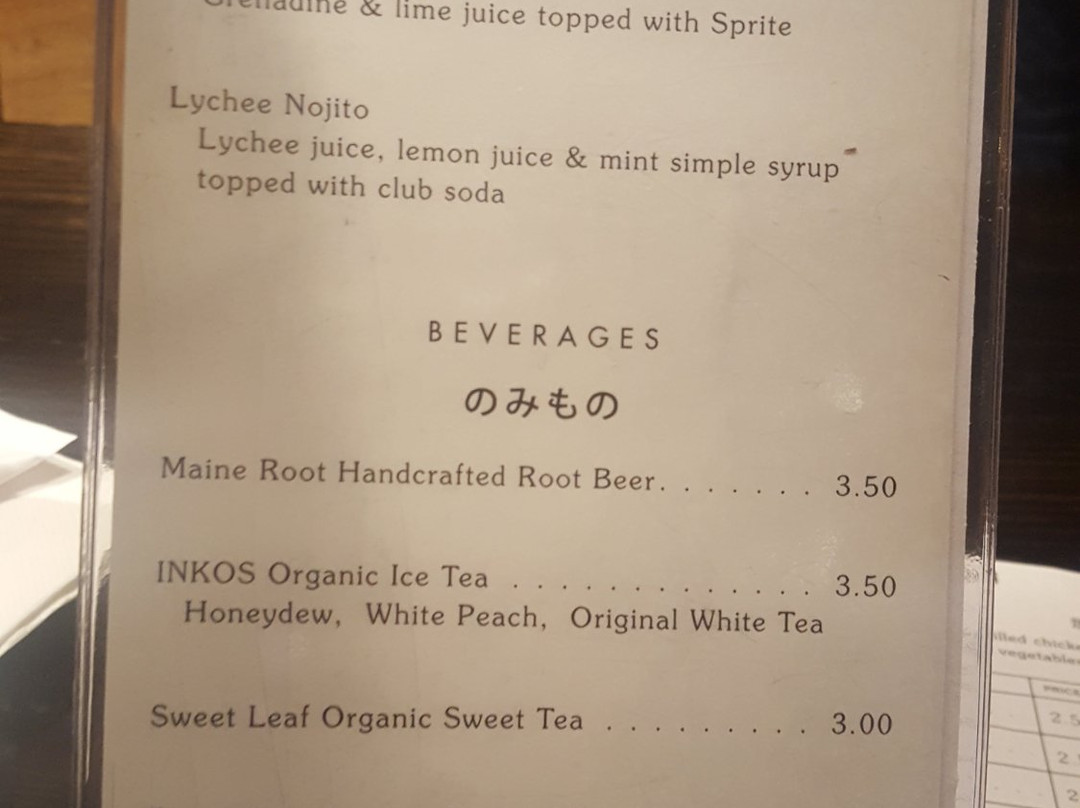 Grenadine & lime juice topped with Sprite
Lychee Nojito
Lychee juice, lemon juice & mint simple syrup
topped with club soda
BEVERAGES
のみもの
Maine Root Handcrafted Root Beer. . . . . . . 3.50
INKOS Organic Ice Tea . . . . . . . . . . . . . 3.50
Honeydew, White Peach, Original White Tea
Sweet Leaf Organic Sweet Tea . . . . . . . . . 3.00
vegetables